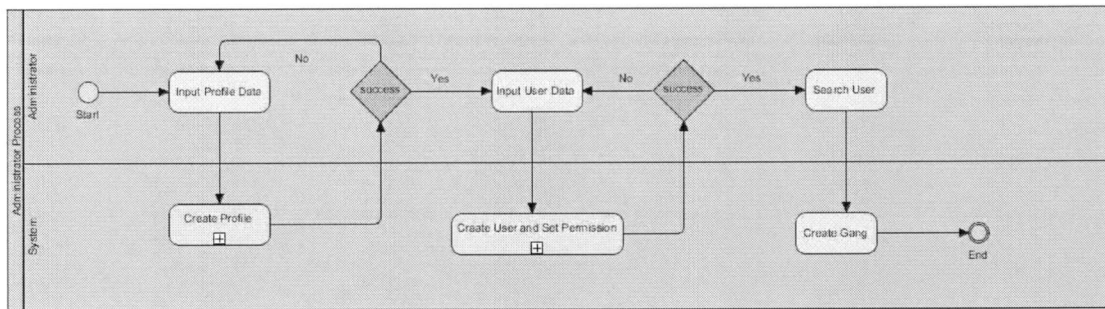 Administrator Process
Administrator
System
Start
Input Profile Data
No
success
Yes
Input User Data
No
success
Yes
Search User
Create Profile
Create User and Set Permission
Create Gang
End